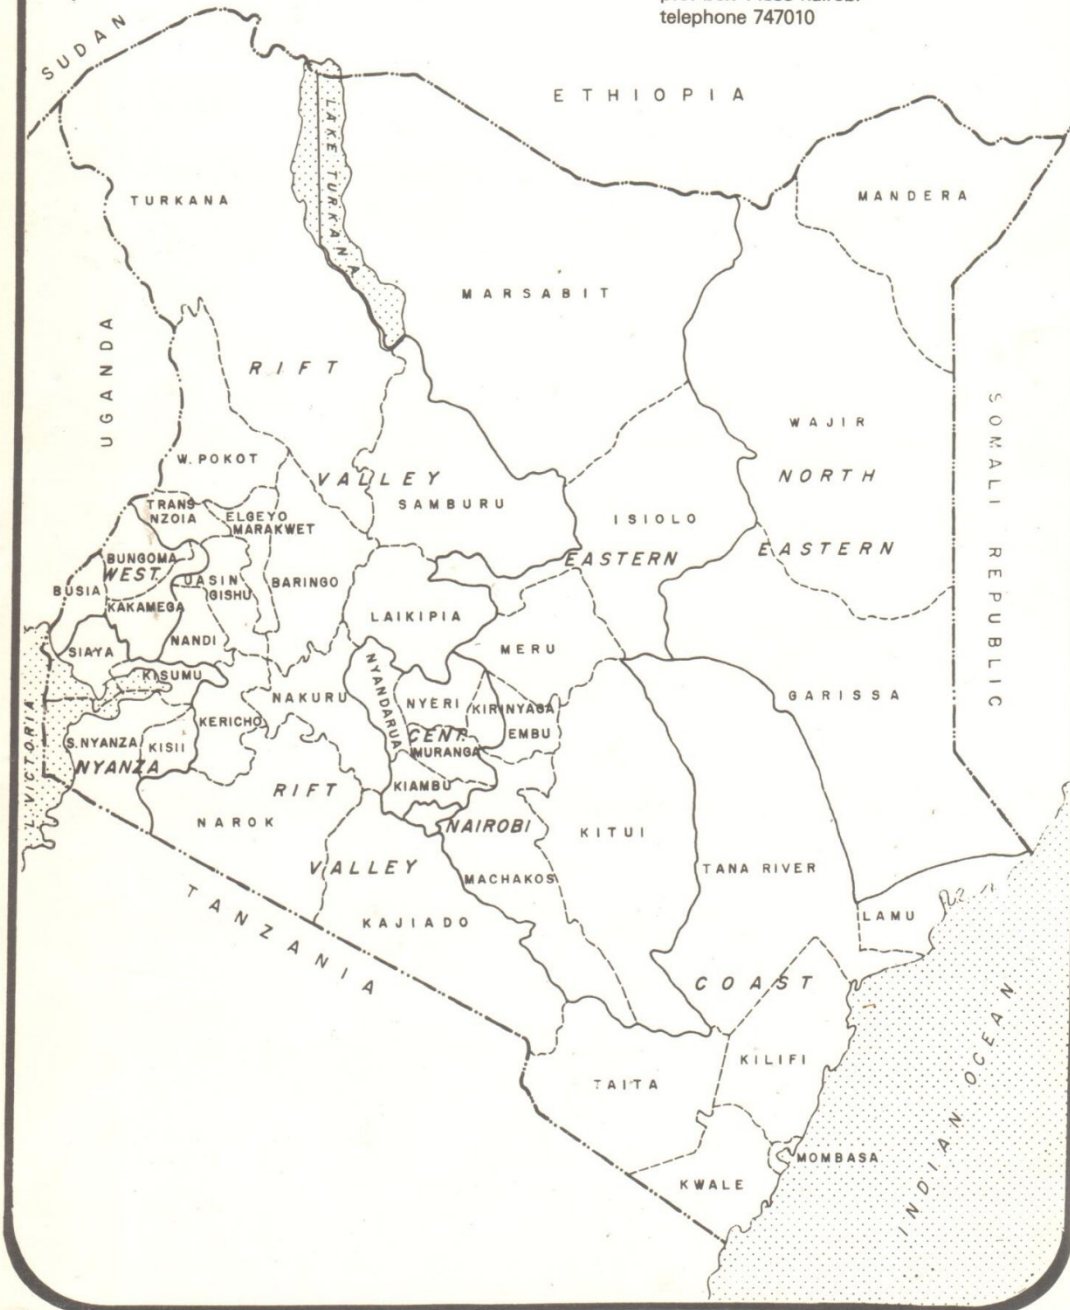 telephone 747010
SUDAN
ETHIOPIA
LAKE TURKANA
TURKANA
MANDERA
MARSABIT
UGANDA
RIFT
VALLEY
SOMALI REPUBLIC
WAJIR
NORTH
EASTERN
W. POKOT
SAMBURU
ISIOLO
EASTERN
TRANS
NZOIA
ELGEYO
MARAKWET
BUNGOMA
WEST.
UASIN
GISHU
BARINGO
BUSIA
KAKAMEGA
LAIKIPIA
SIAYA
NANDI
MERU
KISUMU
NYANDARUA
NAKURU
NYERI
KIRINYAGA
GARISSA
KERICHO
CENT.
EMBU
L. VICTORIA
S. NYANZA
KISII
MURANGA
NYANZA
KIAMBU
RIFT
VALLEY
NAROK
NAIROBI
KITUI
MACHAKOS
TANA RIVER
TANZANIA
KAJIADO
LAMU
COAST
KILIFI
TAITA
INDIAN OCEAN
MOMBASA
KWALE